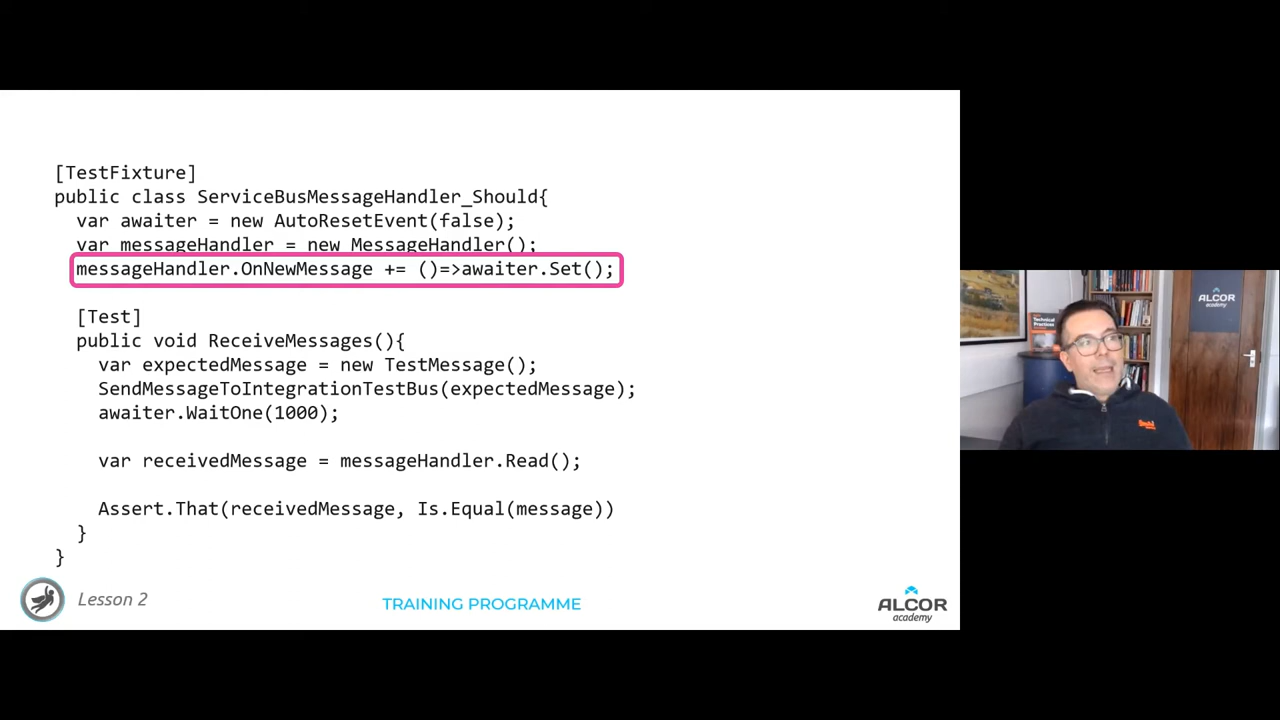 [TestFixture]
public class ServiceBusMessageHandler_Should{
var awaiter = new AutoResetEvent(false);
var messageHandler = new MessageHandler();
messageHandler.OnNewMessage += ()=>awaiter.Set();
[Test]
public void ReceiveMessages(){
var expectedMessage = new TestMessage();
SendMessageToIntegrationTestBus(expectedMessage);
awaiter.WaitOne(1000);
var receivedMessage = messageHandler.Read();
Assert.That(receivedMessage, Is.Equal(message))
}
}
Lesson 2
TRAINING PROGRAMME
ALCOR
academy
ALCOR
academy
Technical
Practices